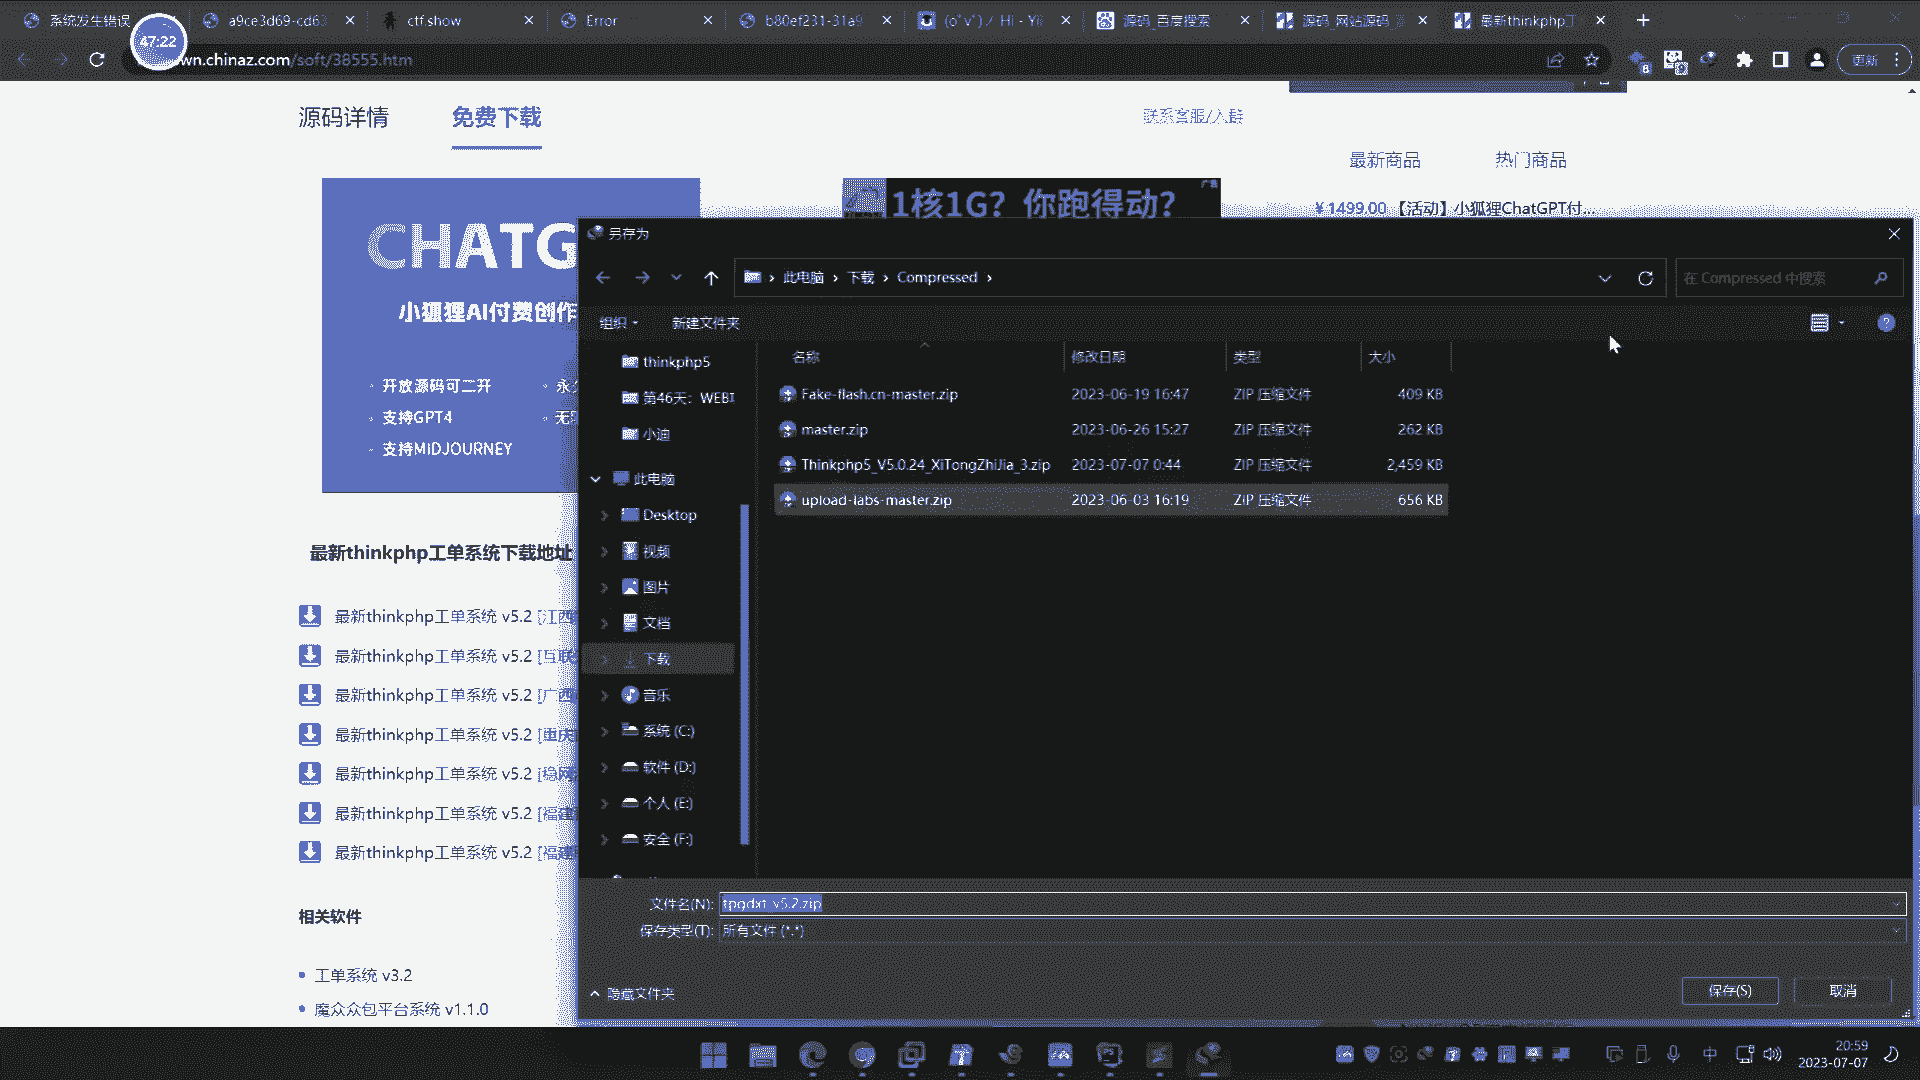 系统发生错误
a9ce3d69-cd63
ctf.show
Error
b80ef231-31a9
(oˇvˇ)ノ Hi - Yii
源码_百度搜索
源码_网站源码
最新thinkphp工
47:22
wn.chinaz.com/soft/38555.htm
更新
源码详情
免费下载
联系客服/入群
最新商品
热门商品
1核1G？你跑得动？
广告
￥1499.00 【活动】小狐狸ChatGPT付...
CHATG
小狐狸AI付费创作
开放源码可二开
永久
支持GPT4
支持MIDJOURNEY
最新thinkphp工单系统下载地址
最新thinkphp工单系统 v5.2 [江西
最新thinkphp工单系统 v5.2 [互联
最新thinkphp工单系统 v5.2 [广西
最新thinkphp工单系统 v5.2 [重庆
最新thinkphp工单系统 v5.2 [稳网
最新thinkphp工单系统 v5.2 [福建
最新thinkphp工单系统 v5.2 [福建
相关软件
工单系统 v3.2
魔众众包平台系统 v1.1.0
另存为
此电脑 › 下载 › Compressed ›
在 Compressed 中搜索
组织
新建文件夹
thinkphp5
第46天：WEBI
小迪
此电脑
Desktop
视频
图片
文档
下载
音乐
系统 (C:)
软件 (D:)
个人 (E:)
安全 (F:)
名称 修改日期 类型 大小
Fake-flash.cn-master.zip 2023-06-19 16:47 ZIP 压缩文件 409 KB
master.zip 2023-06-26 15:27 ZIP 压缩文件 262 KB
Thinkphp5_V5.0.24_XiTongZhiJia_3.zip 2023-07-07 0:44 ZIP 压缩文件 2,459 KB
upload-labs-master.zip 2023-06-03 16:19 ZIP 压缩文件 656 KB
文件名(N): tpgdxt_v5.2.zip
保存类型(T): 所有文件 (*.*)
隐藏文件夹
保存(S)
取消
中
20:59
2023-07-07